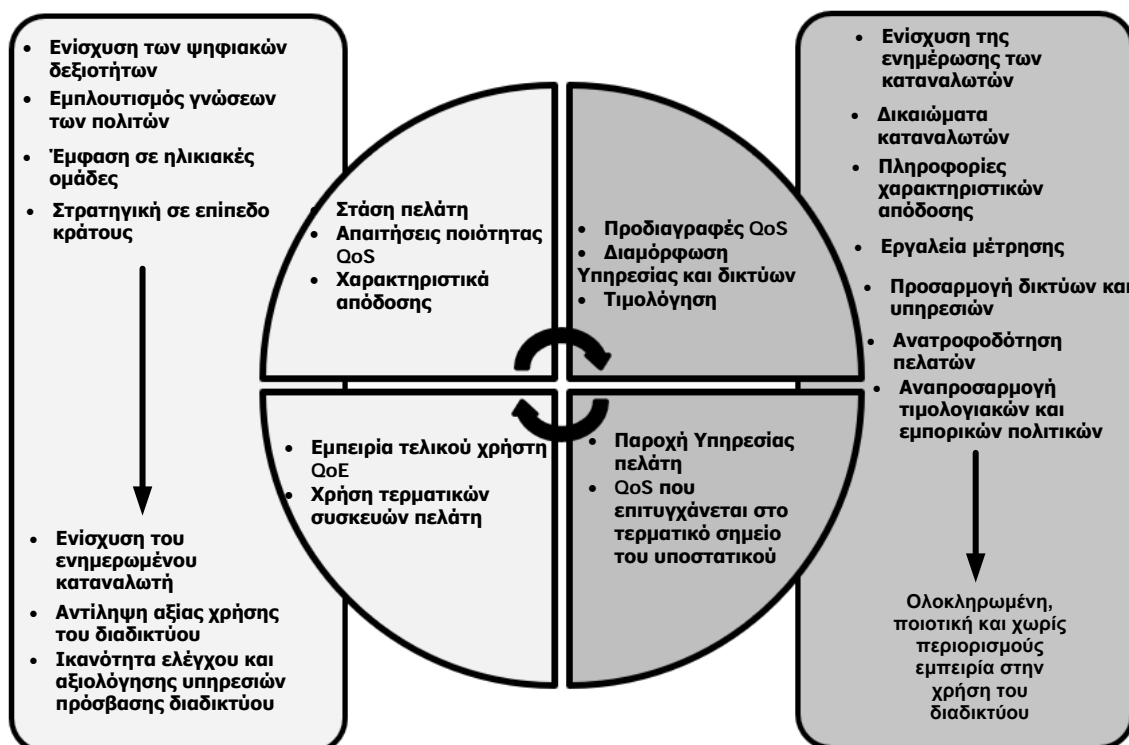 • Ενίσχυση των ψηφιακών
δεξιοτήτων
• Εμπλουτισμός γνώσεων
των πολιτών
• Έμφαση σε ηλικιακές
ομάδες
• Στρατηγική σε επίπεδο
κράτους
• Ενίσχυση του
ενημερωμένου
καταναλωτή
• Αντίληψη αξίας χρήσης
του διαδικτύου
• Ικανότητα ελέγχου και
αξιολόγησης υπηρεσιών
πρόσβασης διαδικτύου
• Στάση πελάτη
• Απαιτήσεις ποιότητας
QoS
• Χαρακτηριστικά
απόδοσης
• Προδιαγραφές QoS
• Διαμόρφωση
Υπηρεσίας και δικτύων
• Τιμολόγηση
• Εμπειρία τελικού χρήστη
QoE
• Χρήση τερματικών
συσκευών πελάτη
• Παροχή Υπηρεσίας
πελάτη
• QoS που
επιτυγχάνεται στο
τερματικό σημείο
του υποστατικού
• Ενίσχυση της
ενημέρωσης των
καταναλωτών
• Δικαιώματα
καταναλωτών
• Πληροφορίες
χαρακτηριστικών
απόδοσης
• Εργαλεία μέτρησης
• Προσαρμογή δικτύων και
υπηρεσιών
• Ανατροφοδότηση
πελατών
• Αναπροσαρμογή
τιμολογιακών και
εμπορικών πολιτικών
Ολοκληρωμένη,
ποιοτική και χωρίς
περιορισμούς
εμπειρία στην
χρήση του
διαδικτύου